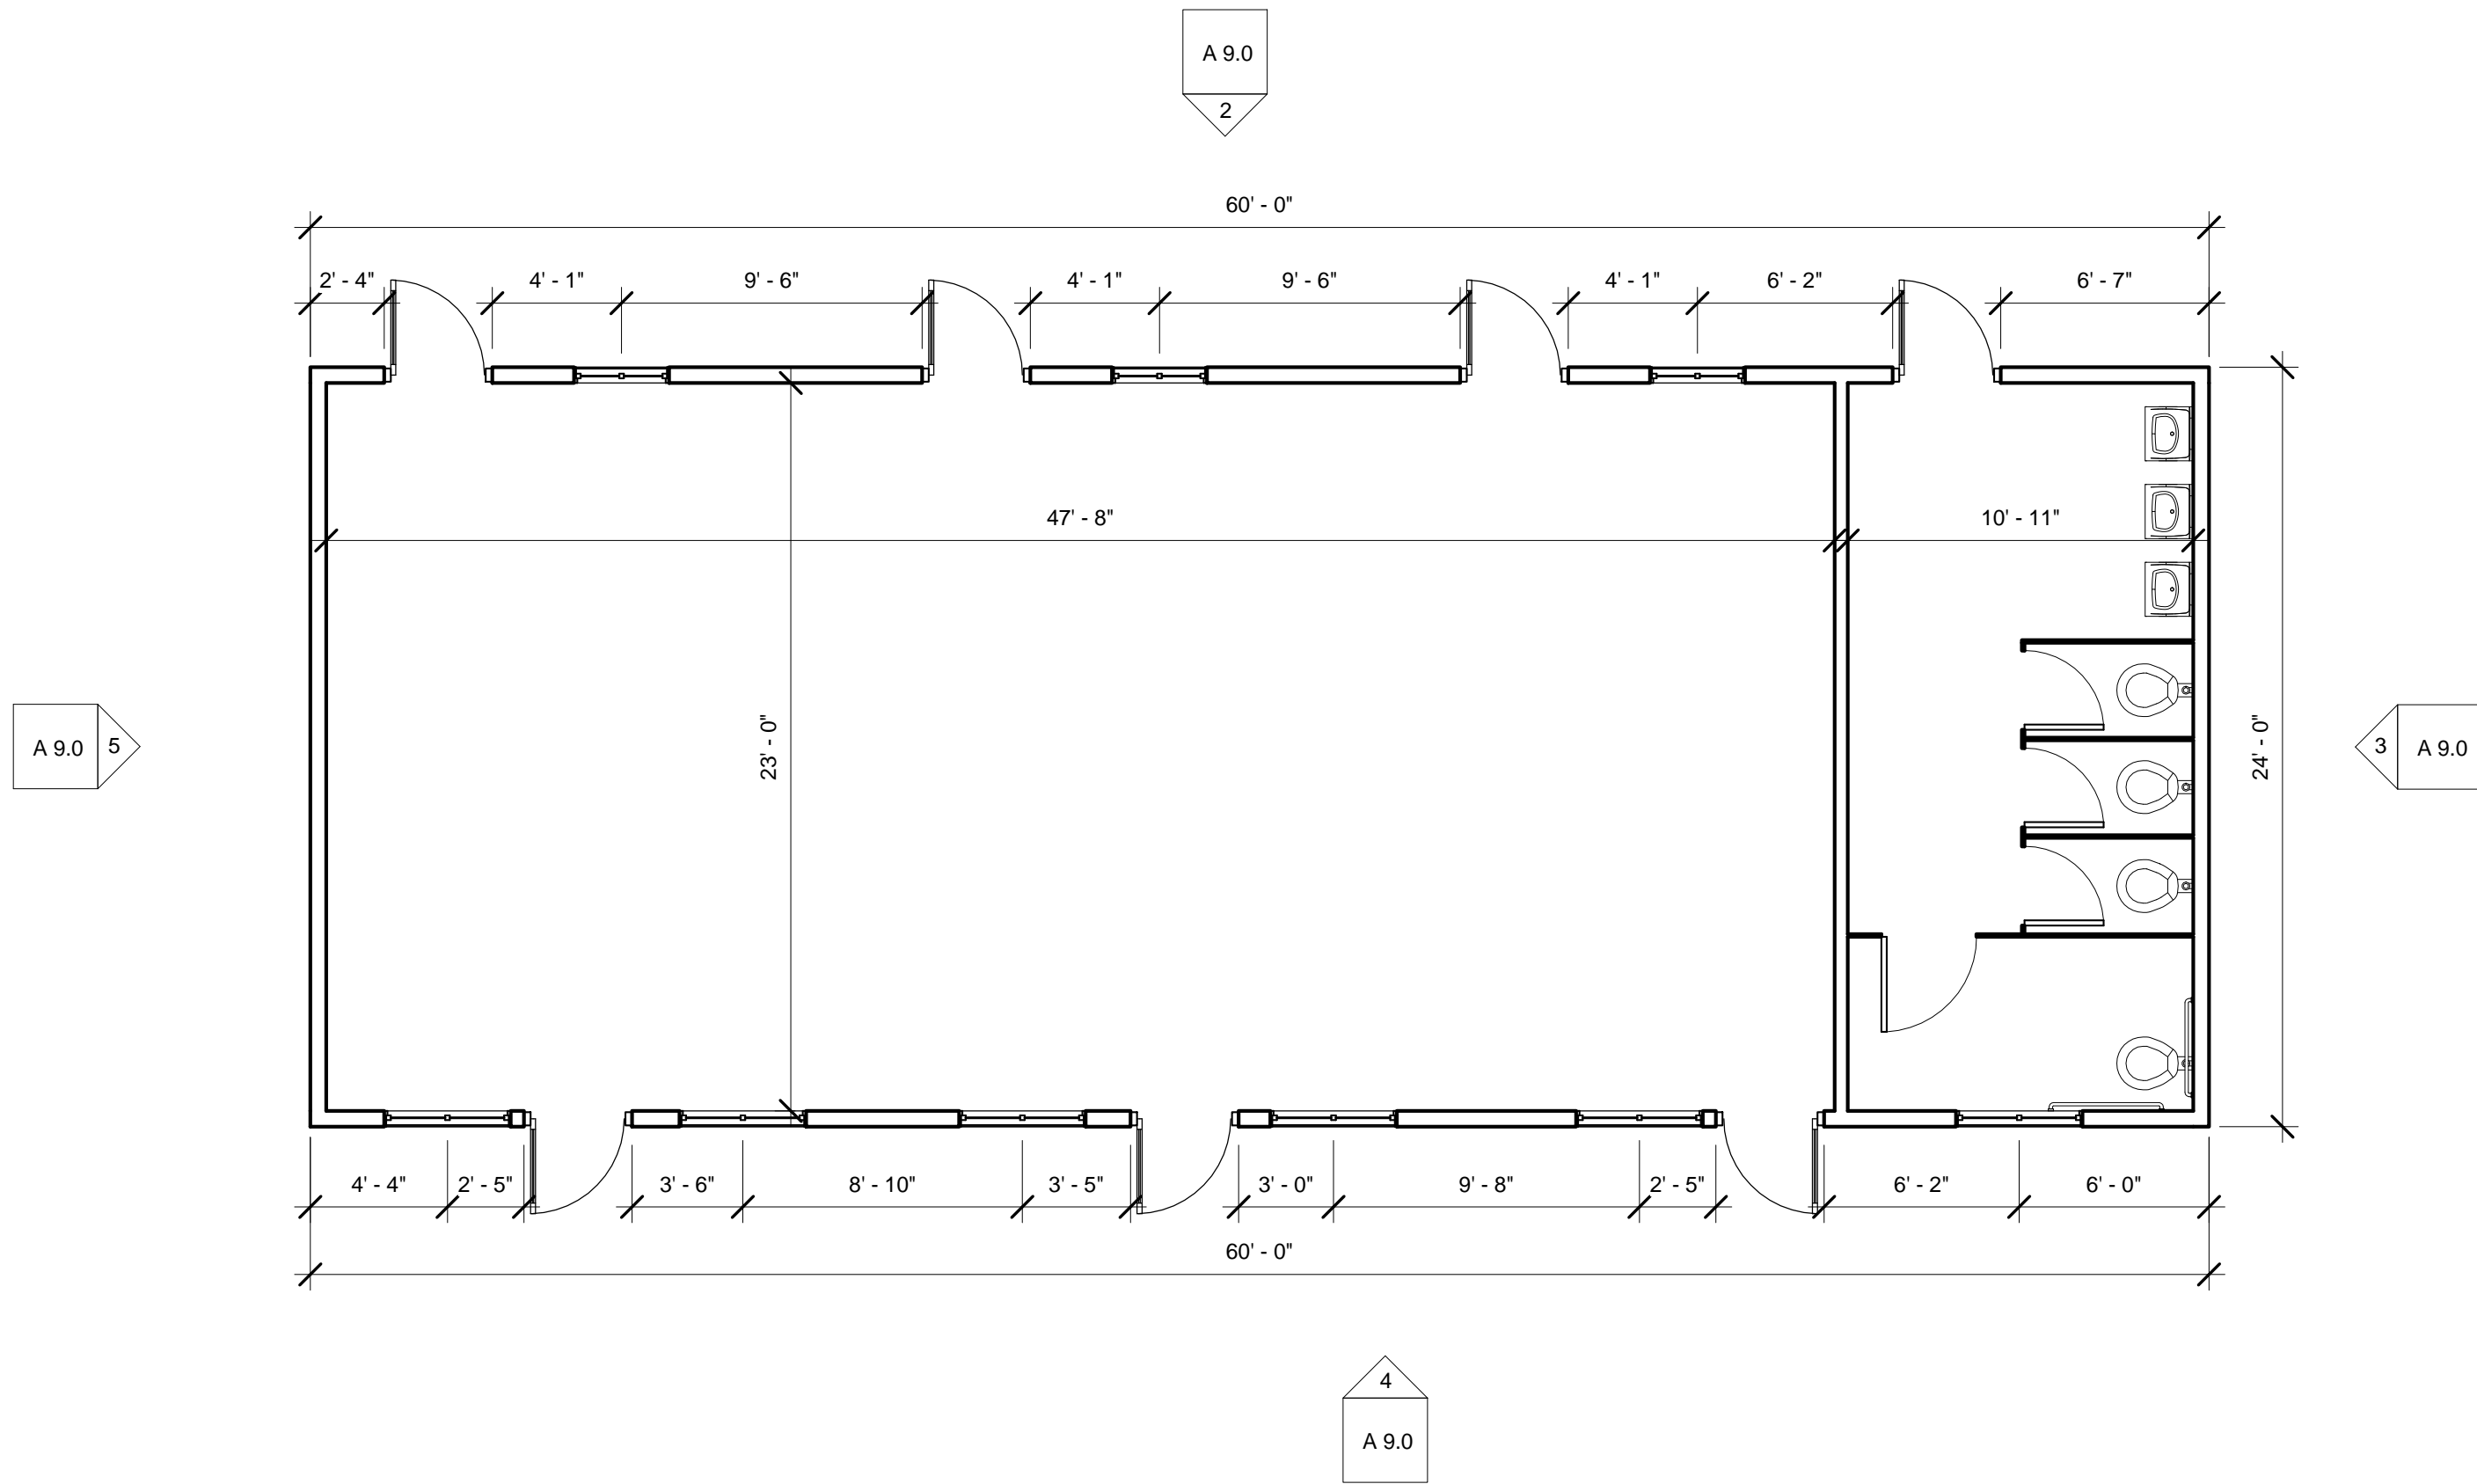 A 9.0
2
60' - 0"
2' - 4"
4' - 1"
9' - 6"
4' - 1"
9' - 6"
4' - 1"
6' - 2"
6' - 7"
47' - 8"
10' - 11"
A 9.0
5
23' - 0"
24' - 0"
3
A 9.0
4' - 4"
2' - 5"
3' - 6"
8' - 10"
3' - 5"
3' - 0"
9' - 8"
2' - 5"
6' - 2"
6' - 0"
60' - 0"
4
A 9.0